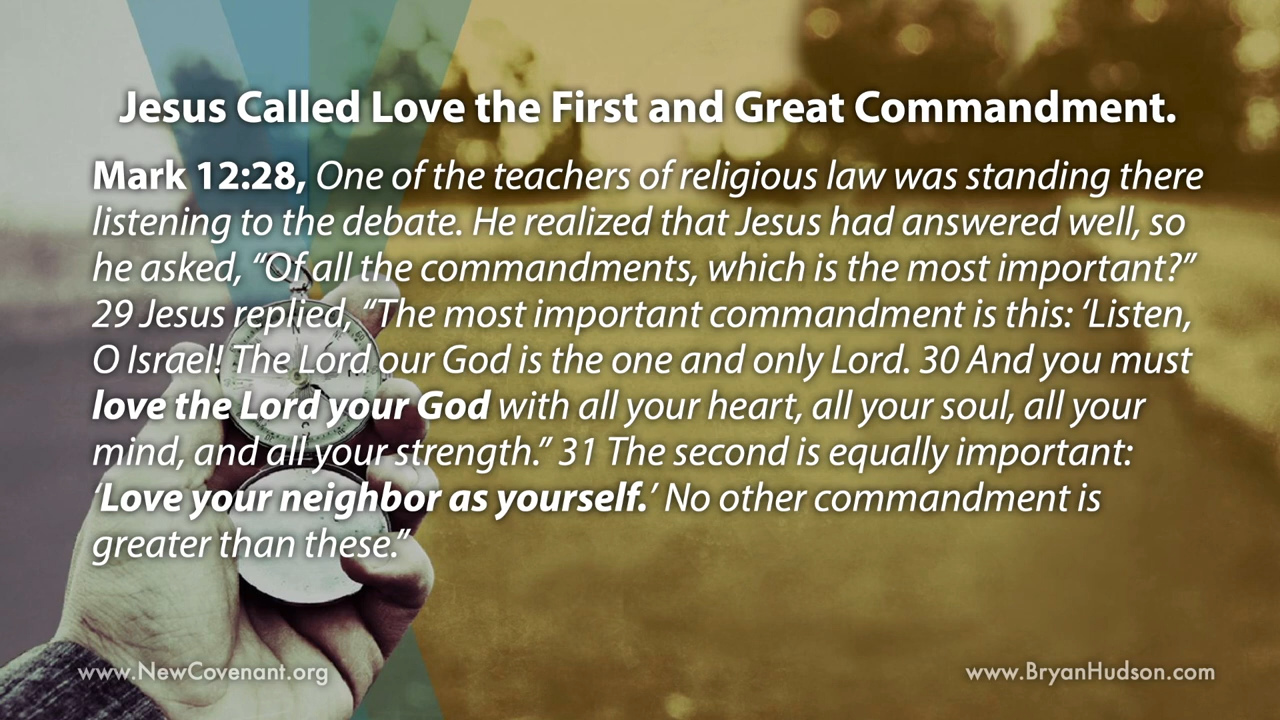 Jesus Called Love the First and Great Commandment.
Mark 12:28, One of the teachers of religious law was standing there
listening to the debate. He realized that Jesus had answered well, so
he asked, “Of all the commandments, which is the most important?”
29 Jesus replied, “The most important commandment is this: ‘Listen,
O Israel! The Lord our God is the one and only Lord. 30 And you must
love the Lord your God with all your heart, all your soul, all your
mind, and all your strength.” 31 The second is equally important:
‘Love your neighbor as yourself.’ No other commandment is
greater than these.”
www.NewCovenant.org
www.BryanHudson.com